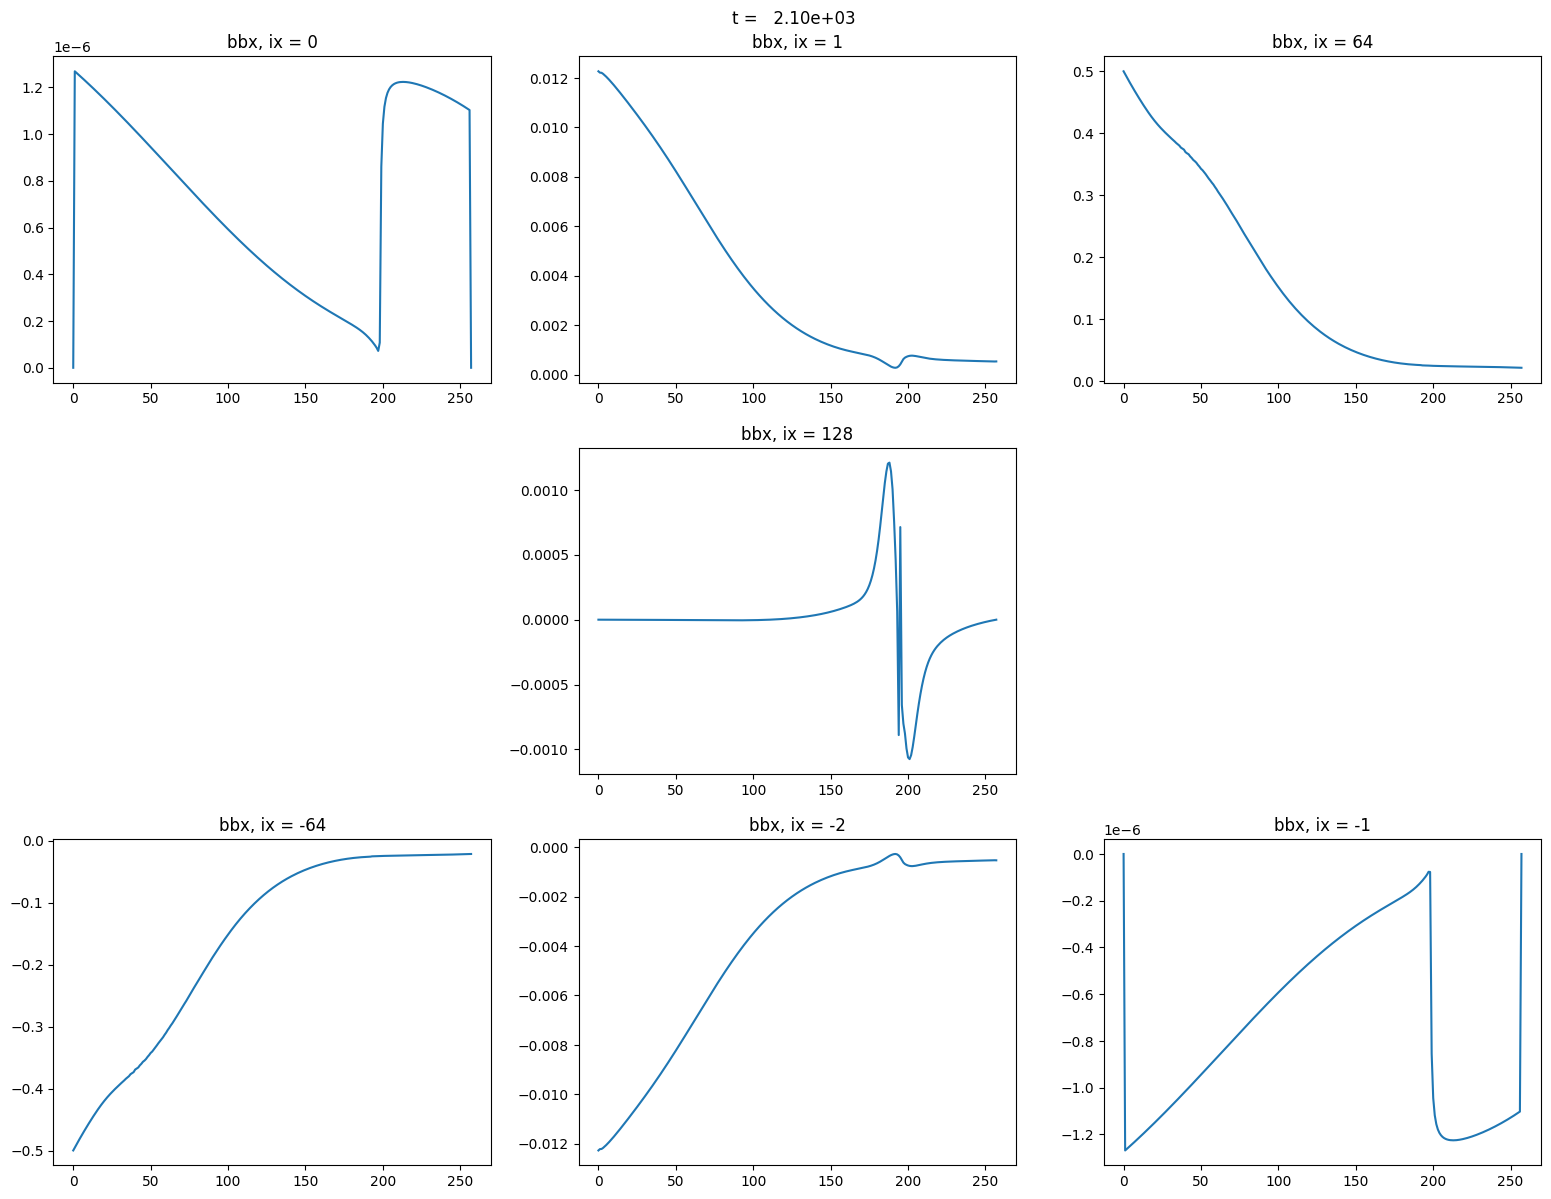 t =   2.10e+03
bbx, ix = 0
bbx, ix = 1
bbx, ix = 64
1e−6
1.2
1.0
0.8
0.6
0.4
0.2
0.0
0 50 100 150 200 250
0.012
0.010
0.008
0.006
0.004
0.002
0.000
0 50 100 150 200 250
0.5
0.4
0.3
0.2
0.1
0.0
0 50 100 150 200 250
bbx, ix = 128
0.0010
0.0005
0.0000
−0.0005
−0.0010
0 50 100 150 200 250
bbx, ix = -64
bbx, ix = -2
bbx, ix = -1
0.0
−0.1
−0.2
−0.3
−0.4
−0.5
0 50 100 150 200 250
0.000
−0.002
−0.004
−0.006
−0.008
−0.010
−0.012
0 50 100 150 200 250
1e−6
0.0
−0.2
−0.4
−0.6
−0.8
−1.0
−1.2
0 50 100 150 200 250